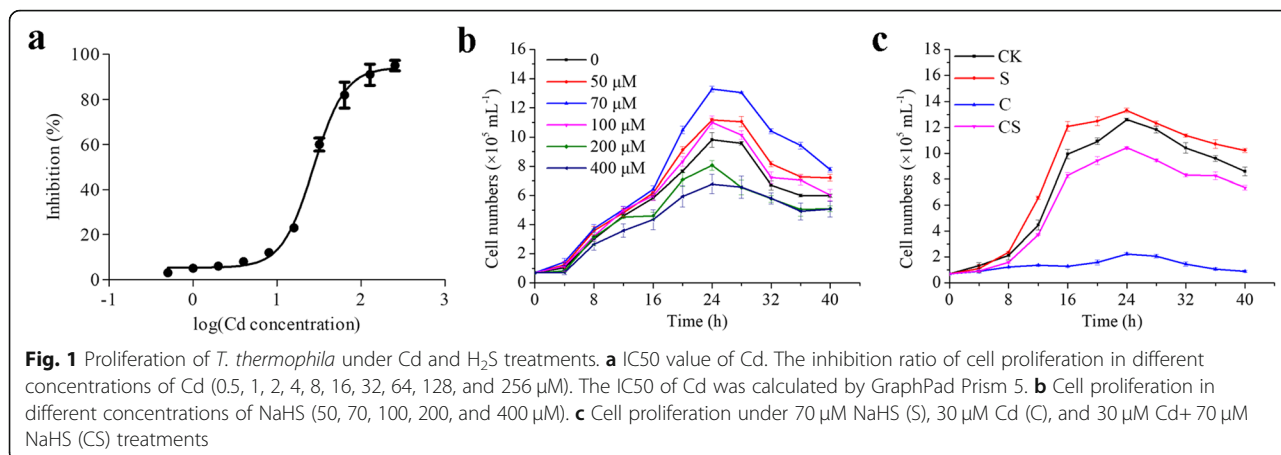 a
Inhibition (%)
100
80
60
40
20
0
-1
0
1
2
3
log(Cd concentration)
b
Cell numbers (×10⁵ mL⁻¹)
16
14
12
10
8
6
4
2
0
0
50 μM
70 μM
100 μM
200 μM
400 μM
0
8
16
24
32
40
Time (h)
c
Cell numbers (×10⁵ mL⁻¹)
18
16
14
12
10
8
6
4
2
0
CK
S
C
CS
0
8
16
24
32
40
Time (h)
Fig. 1 Proliferation of T. thermophila under Cd and H₂S treatments. a IC50 value of Cd. The inhibition ratio of cell proliferation in different
concentrations of Cd (0.5, 1, 2, 4, 8, 16, 32, 64, 128, and 256 μM). The IC50 of Cd was calculated by GraphPad Prism 5. b Cell proliferation in
different concentrations of NaHS (50, 70, 100, 200, and 400 μM). c Cell proliferation under 70 μM NaHS (S), 30 μM Cd (C), and 30 μM Cd+ 70 μM
NaHS (CS) treatments